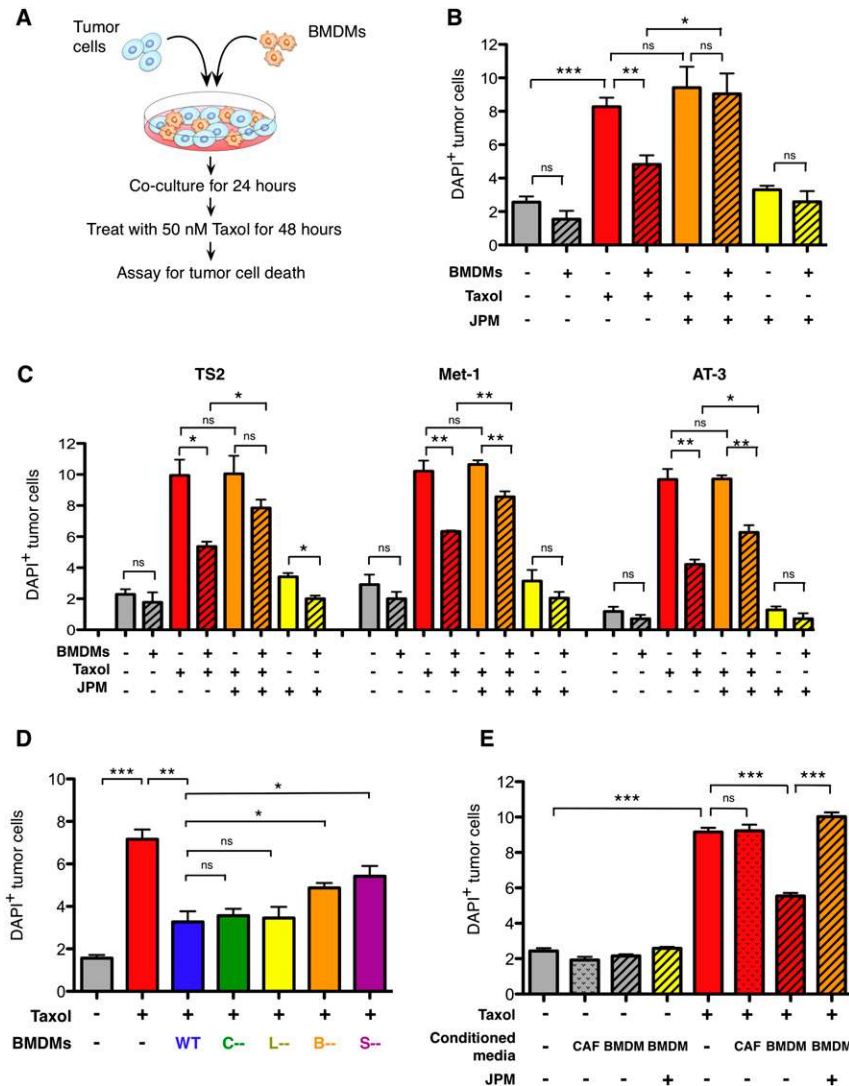 A
Tumor cells
BMDMs
Co-culture for 24 hours
Treat with 50 nM Taxol for 48 hours
Assay for tumor cell death
B
DAPI+ tumor cells
12
10
8
6
4
2
0
ns
***
**
ns
*
ns
ns
BMDMs - + - + - + - +
Taxol - - + + + + - -
JPM - - - - + + + +
C
TS2
Met-1
AT-3
DAPI+ tumor cells
12
10
8
6
4
2
0
ns
*
ns
*
ns
*
ns
**
ns
**
**
ns
ns
**
ns
*
**
ns
BMDMs - + - + - + - + - + - + - + - + - + - + - + - +
Taxol - - + + + + - - - - + + + + - - - - + + + + - -
JPM - - - - + + + + - - - - + + + + - - - - + + + +
D
DAPI+ tumor cells
10
8
6
4
2
0
***
**
*
*
ns
ns
Taxol - + + + + + +
BMDMs - - WT C-- L-- B-- S--
E
DAPI+ tumor cells
12
10
8
6
4
2
0
***
***
***
ns
Taxol - - - - + + + +
Conditioned media - CAF BMDM BMDM - CAF BMDM BMDM
JPM - - - + - - - +